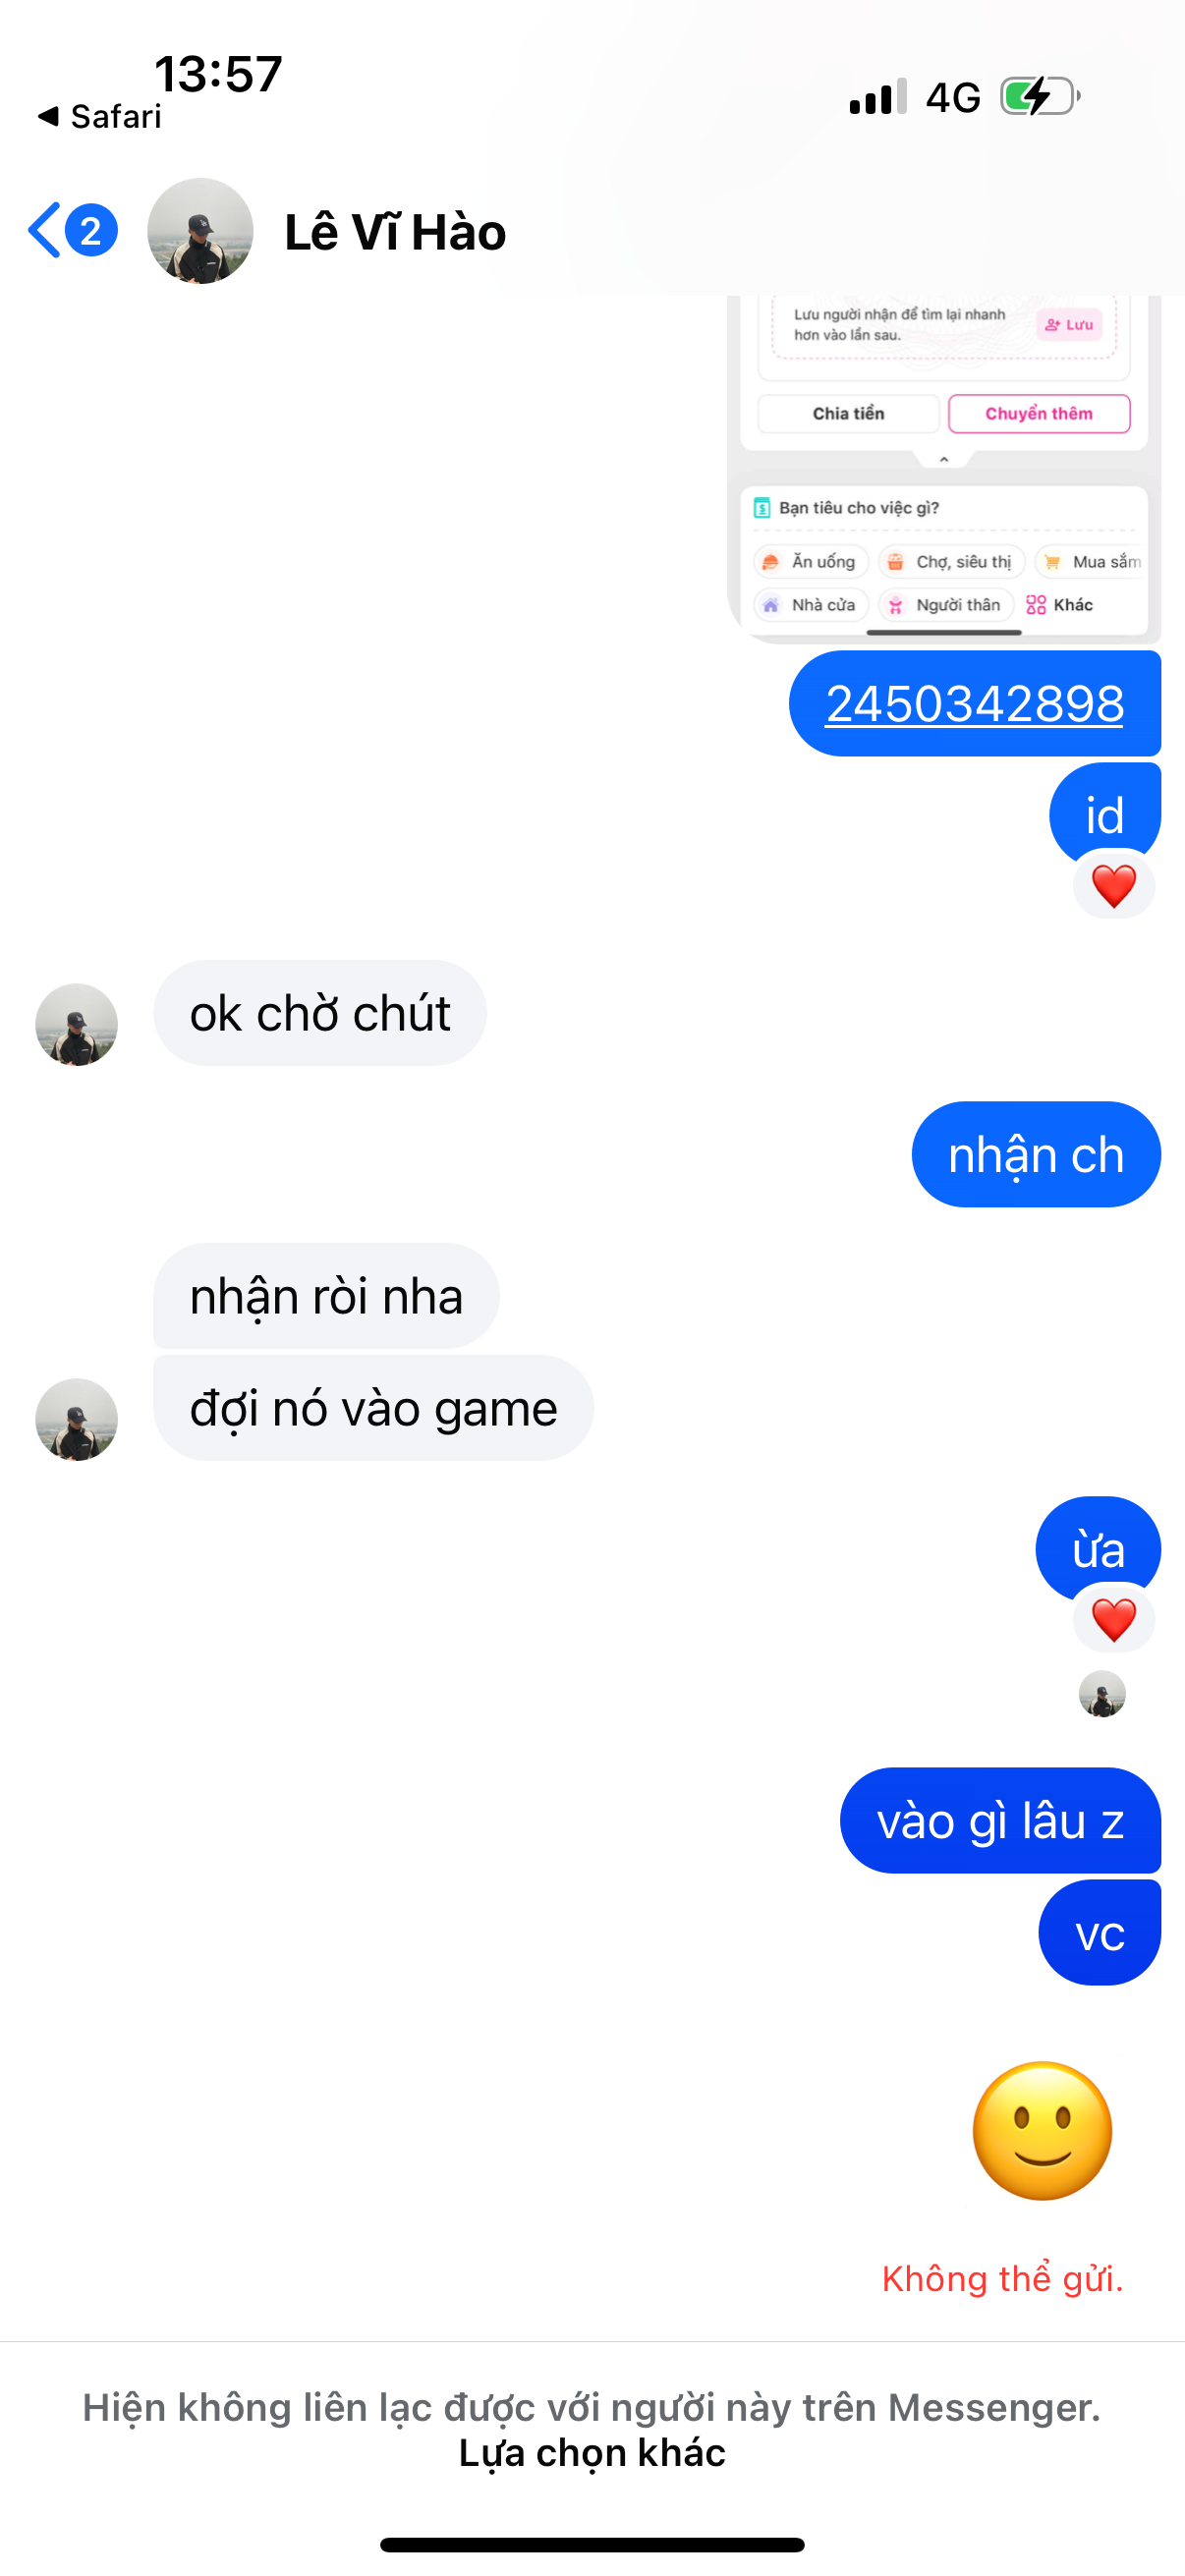 13:57
◀ Safari
4G
2
Lê Vĩ Hào
Lưu người nhận để tìm lại nhanh
hơn vào lần sau.
Lưu
Chia tiền
Chuyển thêm
Bạn tiêu cho việc gì?
Ăn uống
Chợ, siêu thị
Mua sắm
Nhà cửa
Người thân
Khác
2450342898
id
ok chờ chút
nhận ch
nhận ròi nha
đợi nó vào game
ừa
vào gì lâu z
vc
Không thể gửi.
Hiện không liên lạc được với người này trên Messenger.
Lựa chọn khác